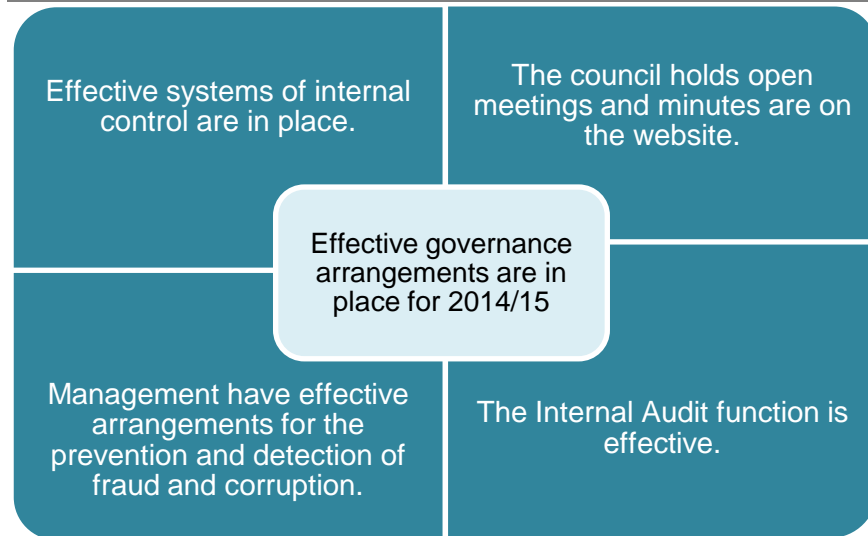 Effective systems of internal
control are in place.
The council holds open
meetings and minutes are on
the website.
Effective governance
arrangements are in
place for 2014/15
Management have effective
arrangements for the
prevention and detection of
fraud and corruption.
The Internal Audit function is
effective.